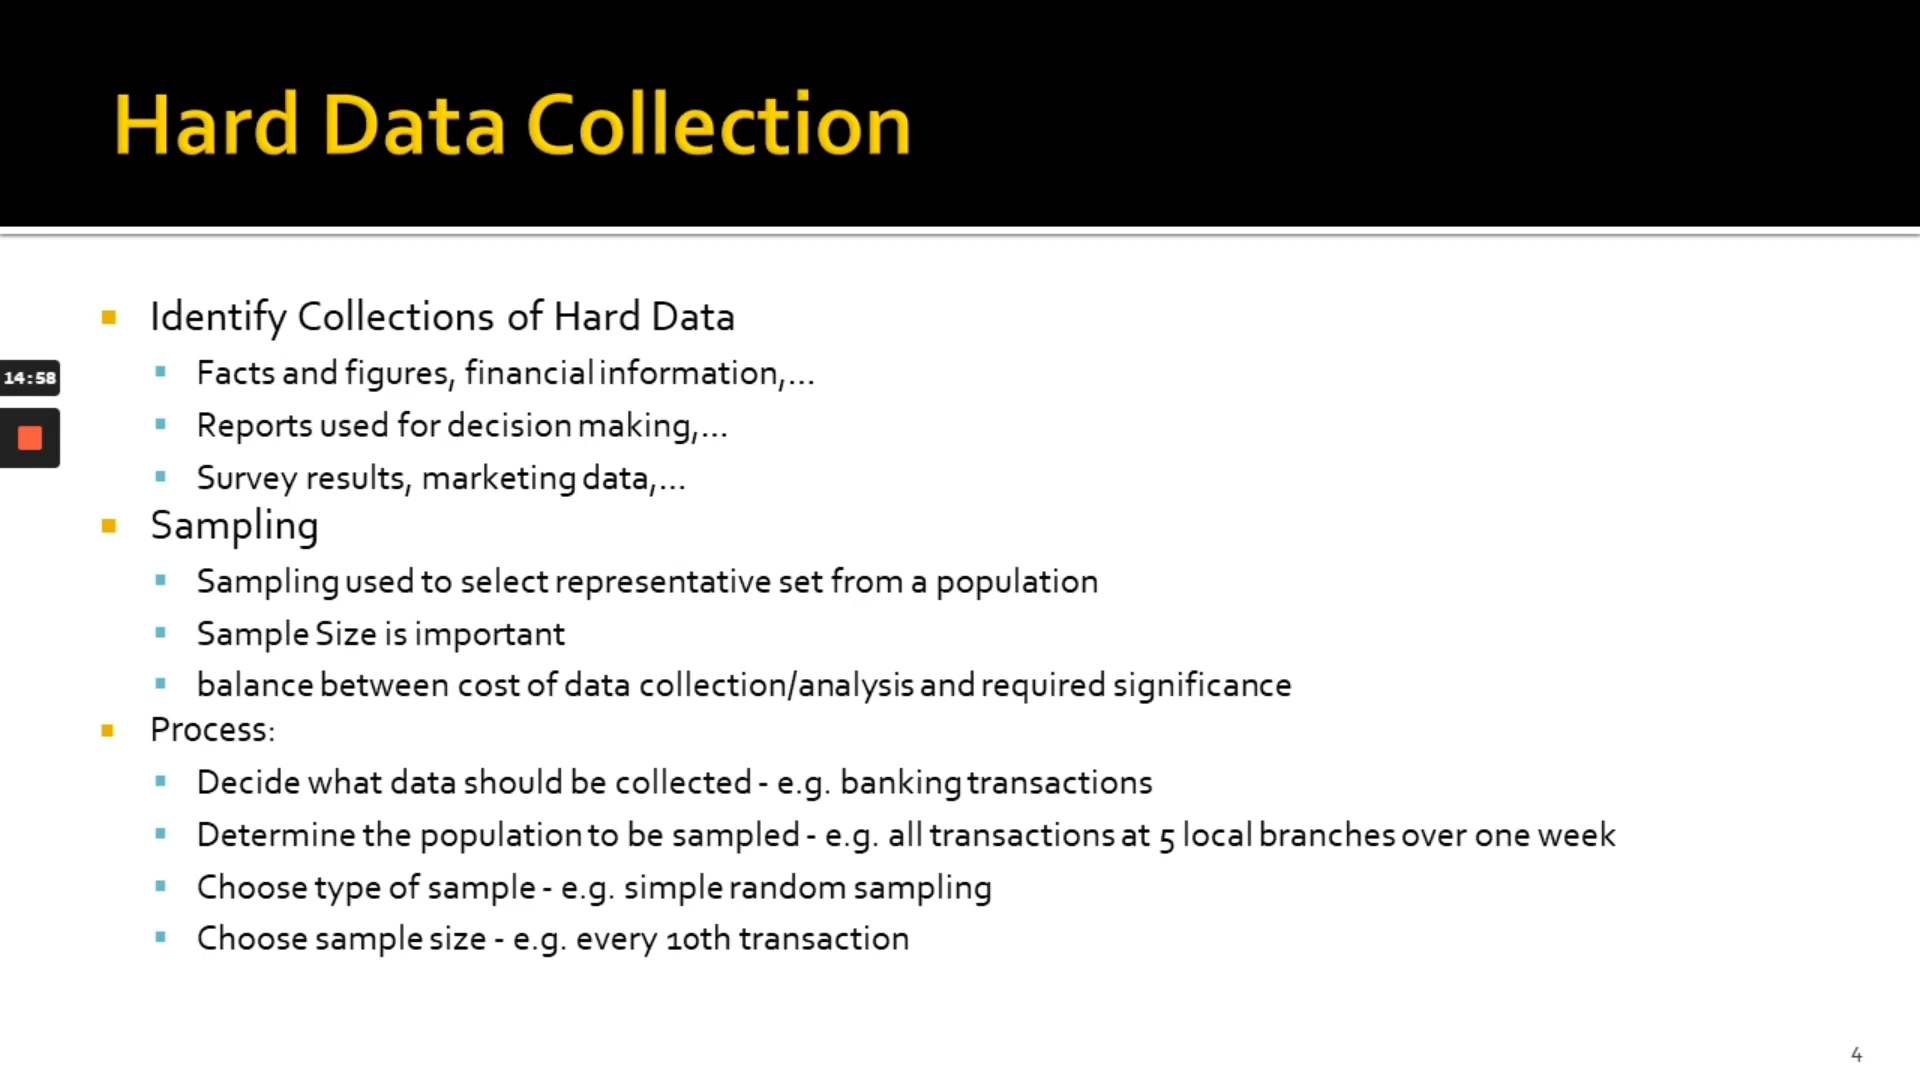 Hard Data Collection
Identify Collections of Hard Data
Facts and figures, financial information,...
14:58
Reports used for decision making,...
Survey results, marketing data,...
Sampling
Sampling used to select representative set from a population
Sample Size is important
balance between cost of data collection/analysis and required significance
Process:
Decide what data should be collected - e.g. banking transactions
Determine the population to be sampled - e.g. all transactions at 5 local branches over one week
Choose type of sample - e.g. simple random sampling
Choose sample size - e.g. every 10th transaction
4